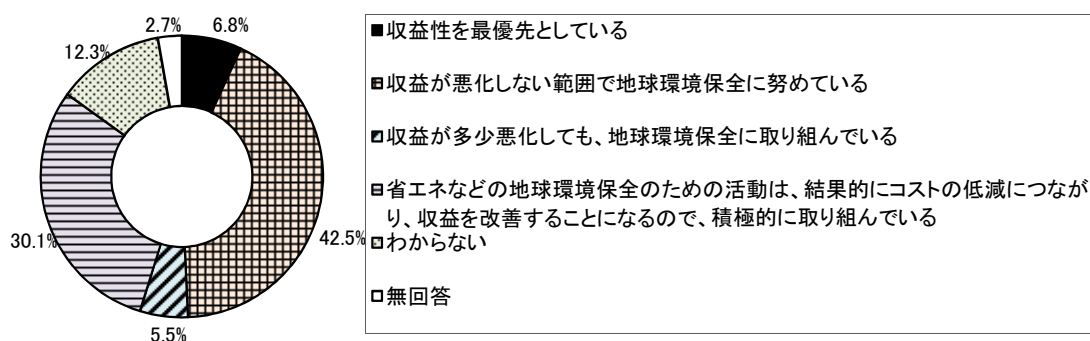 2.7%
6.8%
12.3%
42.5%
30.1%
5.5%
収益性を最優先としている
収益が悪化しない範囲で地球環境保全に努めている
収益が多少悪化しても、地球環境保全に取り組んでいる
省エネなどの地球環境保全のための活動は、結果的にコストの低減につなが
り、収益を改善することになるので、積極的に取り組んでいる
わからない
無回答